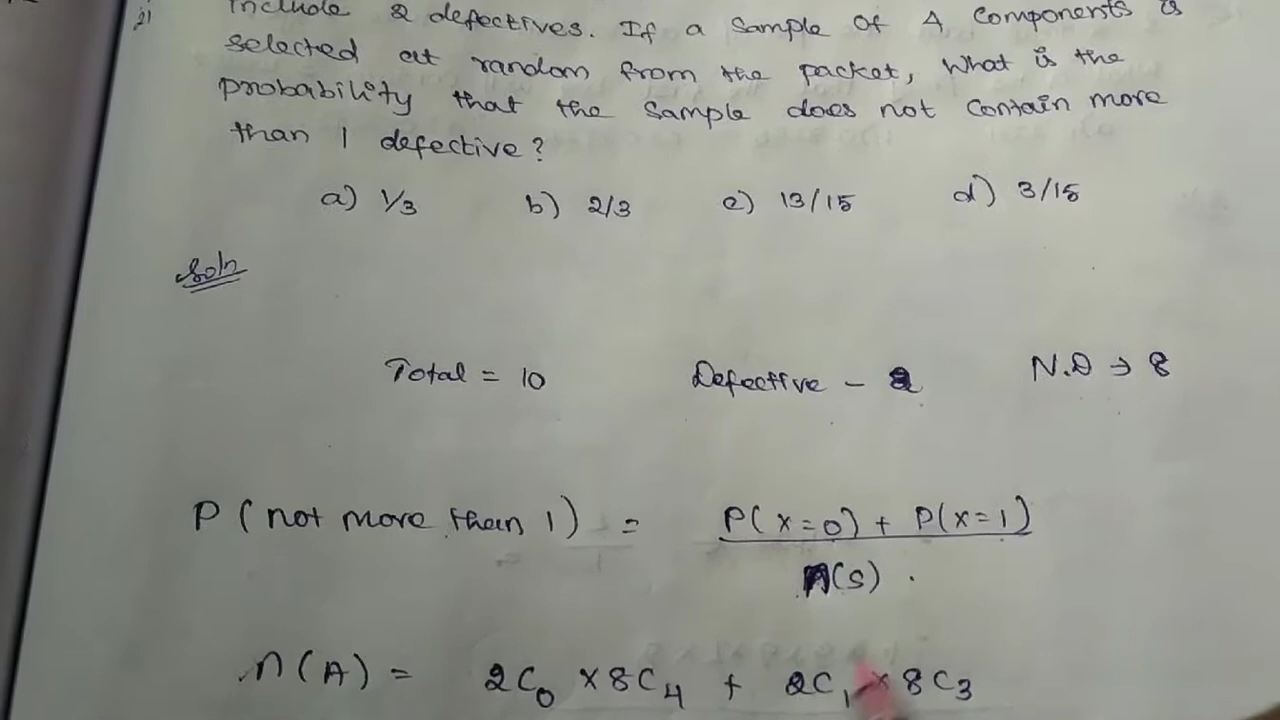 21
include 2 defectives. If a sample of 4 components is
selected at random from the packet, what is the
probability that the sample does not contain more
than 1 defective?
a) 1/3 b) 2/3 c) 13/15 d) 3/15
Soln
Total = 10 Defective - 2 N.D → 8
P (not more than 1) = P(x=0) + P(x=1)
n(s) .
n(A) = 2C0 × 8C4 + 2C1 × 8C3